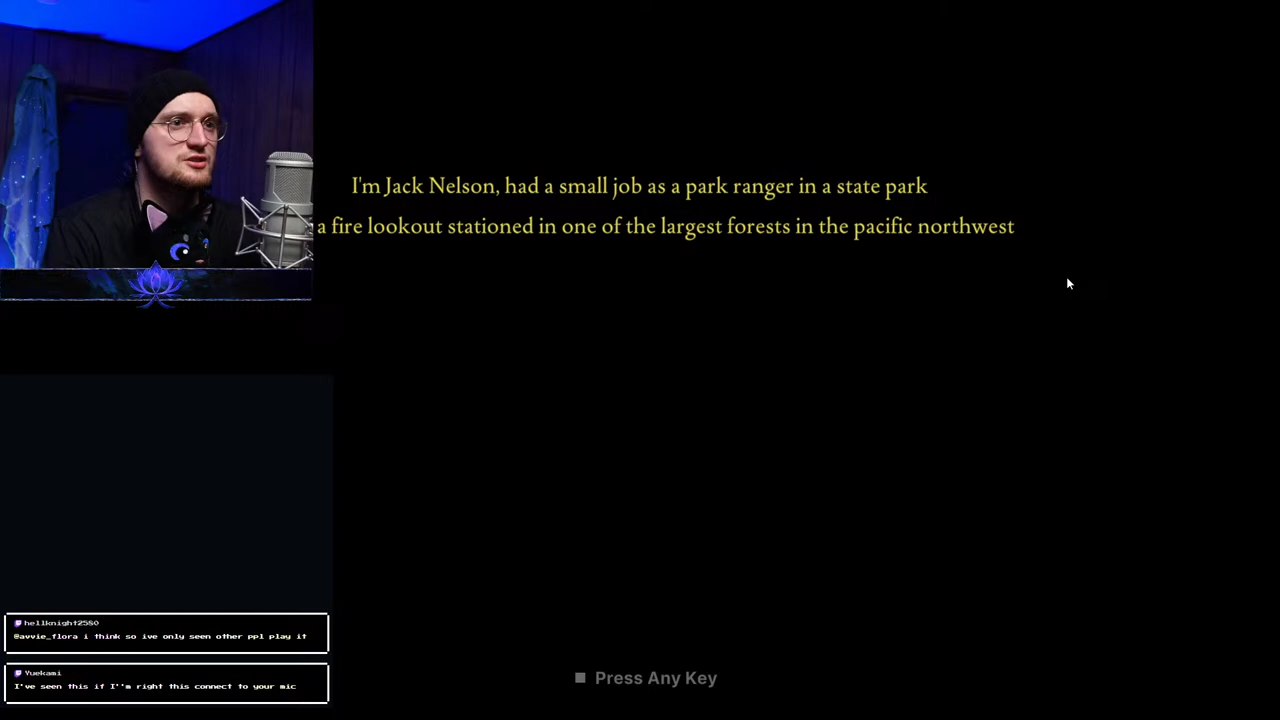 I'm Jack Nelson, had a small job as a park ranger in a state park
a fire lookout stationed in one of the largest forests in the pacific northwest
hellknight2580
@avvie_flora i think so ive only seen other ppl play it
Yuekami
I've seen this if I''m right this connect to your mic
Press Any Key